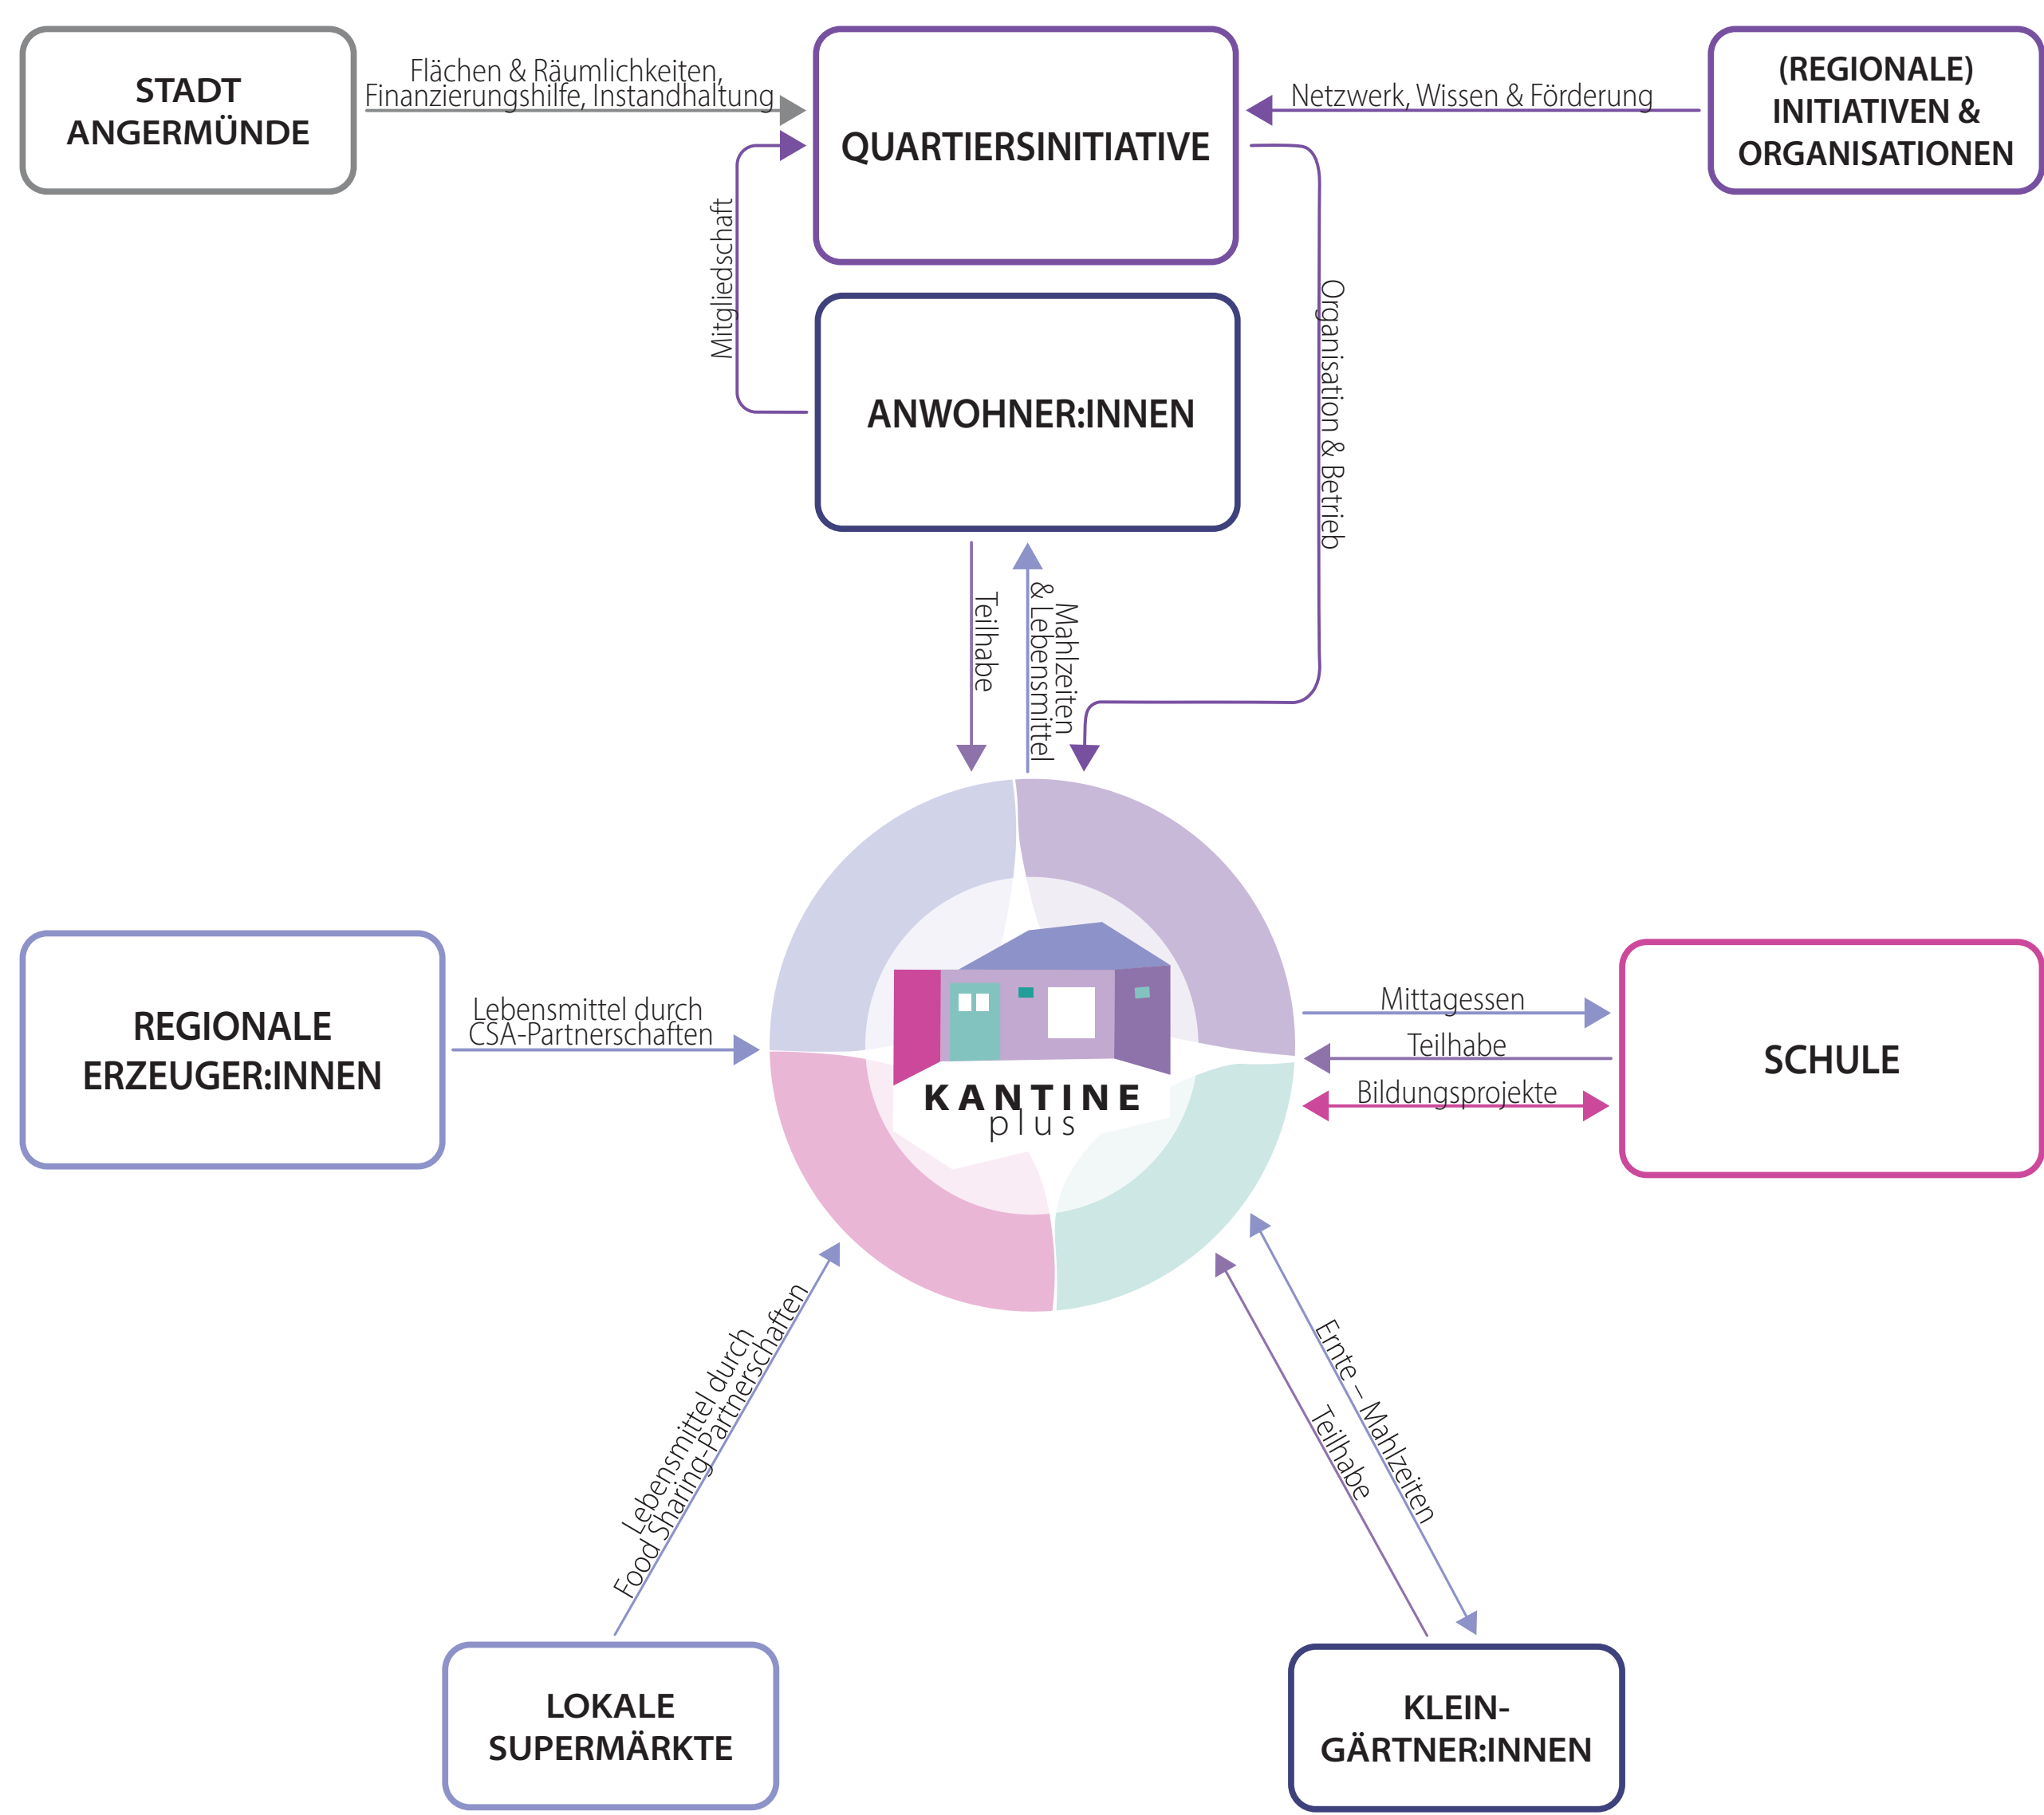 STADT
ANGERMÜNDE
Flächen & Räumlichkeiten,
Finanzierungshilfe, Instandhaltung
QUARTIERSINITIATIVE
Netzwerk, Wissen & Förderung
(REGIONALE)
INITIATIVEN &
ORGANISATIONEN
Mitgliedschaft
Organisation & Betrieb
ANWOHNER:INNEN
Teilhabe
Mahlzeiten
& Lebensmittel
REGIONALE
ERZEUGER:INNEN
Lebensmittel durch
CSA-Partnerschaften
KANTINE
plus
Mittagessen
Teilhabe
Bildungsprojekte
SCHULE
Lebensmittel durch
Food Sharing-Partnerschaften
Ernte – Mahlzeiten
Teilhabe
LOKALE
SUPERMÄRKTE
KLEIN-
GÄRTNER:INNEN